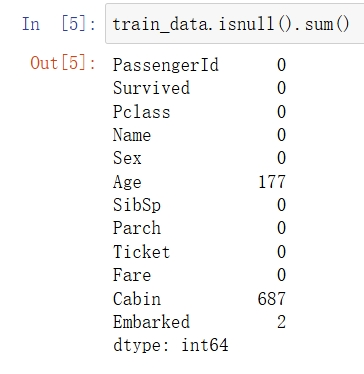 In [5]: train_data.isnull().sum()
Out[5]: PassengerId 0
Survived 0
Pclass 0
Name 0
Sex 0
Age 177
SibSp 0
Parch 0
Ticket 0
Fare 0
Cabin 687
Embarked 2
dtype: int64